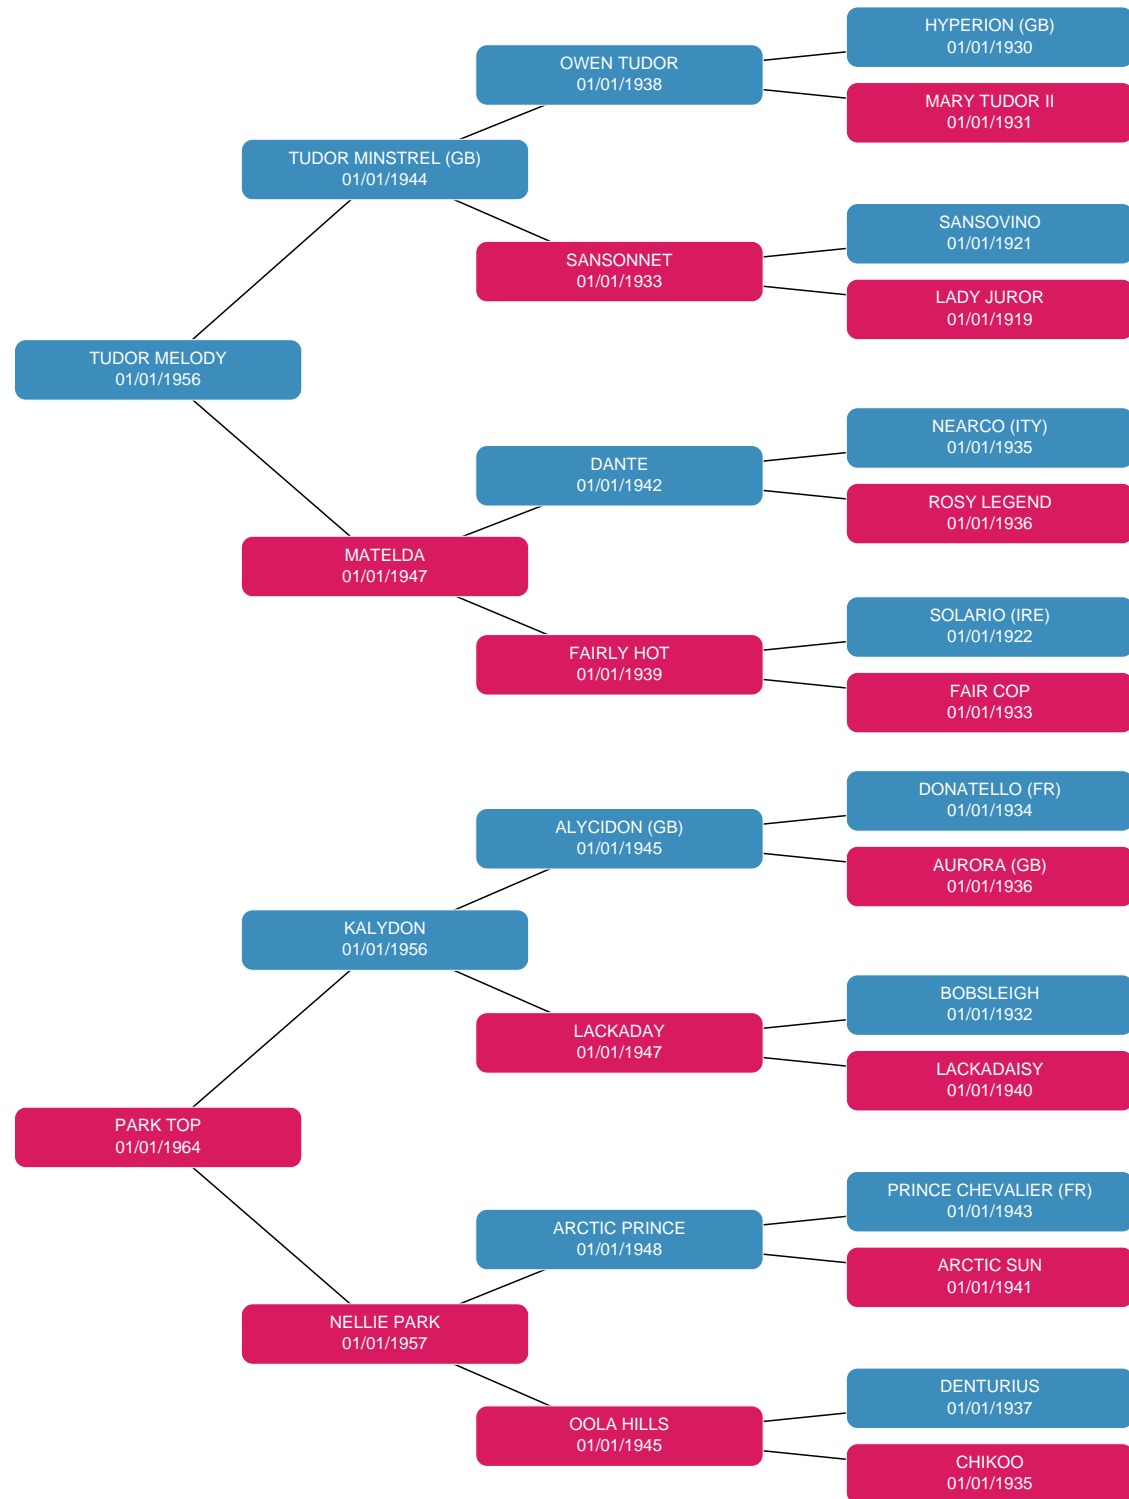 HYPERION (GB)
01/01/1930
OWEN TUDOR
01/01/1938
MARY TUDOR II
01/01/1931
TUDOR MINSTREL (GB)
01/01/1944
SANSOVINO
01/01/1921
SANSONNET
01/01/1933
LADY JUROR
01/01/1919
TUDOR MELODY
01/01/1956
NEARCO (ITY)
01/01/1935
DANTE
01/01/1942
ROSY LEGEND
01/01/1936
MATELDA
01/01/1947
SOLARIO (IRE)
01/01/1922
FAIRLY HOT
01/01/1939
FAIR COP
01/01/1933
DONATELLO (FR)
01/01/1934
ALYCIDON (GB)
01/01/1945
AURORA (GB)
01/01/1936
KALYDON
01/01/1956
BOBSLEIGH
01/01/1932
LACKADAY
01/01/1947
LACKADAISY
01/01/1940
PARK TOP
01/01/1964
PRINCE CHEVALIER (FR)
01/01/1943
ARCTIC PRINCE
01/01/1948
ARCTIC SUN
01/01/1941
NELLIE PARK
01/01/1957
DENTURIUS
01/01/1937
OOLA HILLS
01/01/1945
CHIKOO
01/01/1935